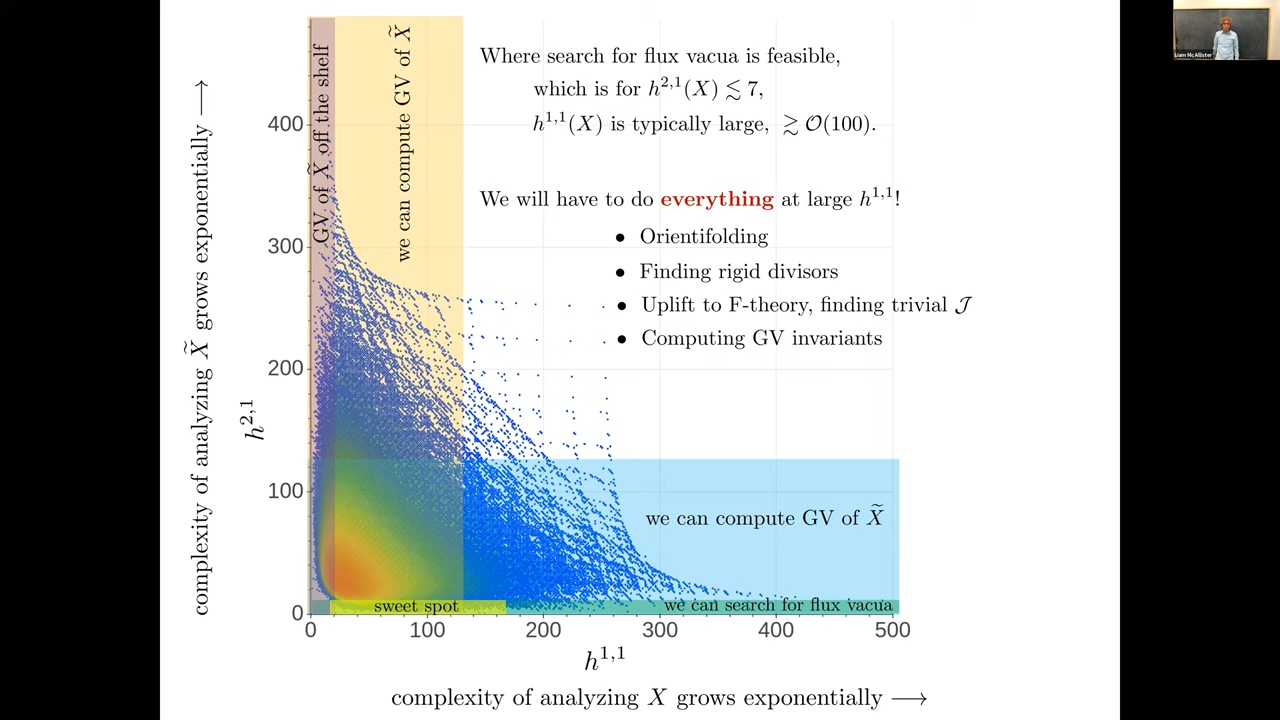 Where search for flux vacua is feasible,
which is for h^{2,1}(X) ≲ 7,
h^{1,1}(X) is typically large, ≳ 𝒪(100).
We will have to do everything at large h^{1,1}!
• Orientifolding
• Finding rigid divisors
• Uplift to F-theory, finding trivial 𝒥
• Computing GV invariants
complexity of analyzing X̃ grows exponentially ⟶
h^{2,1}
GV of X̃ off the shelf
we can compute GV of X̃
400
300
200
100
0
we can compute GV of X̃
sweet spot
we can search for flux vacua
0 100 200 300 400 500
h^{1,1}
complexity of analyzing X grows exponentially ⟶
Liam McAllister